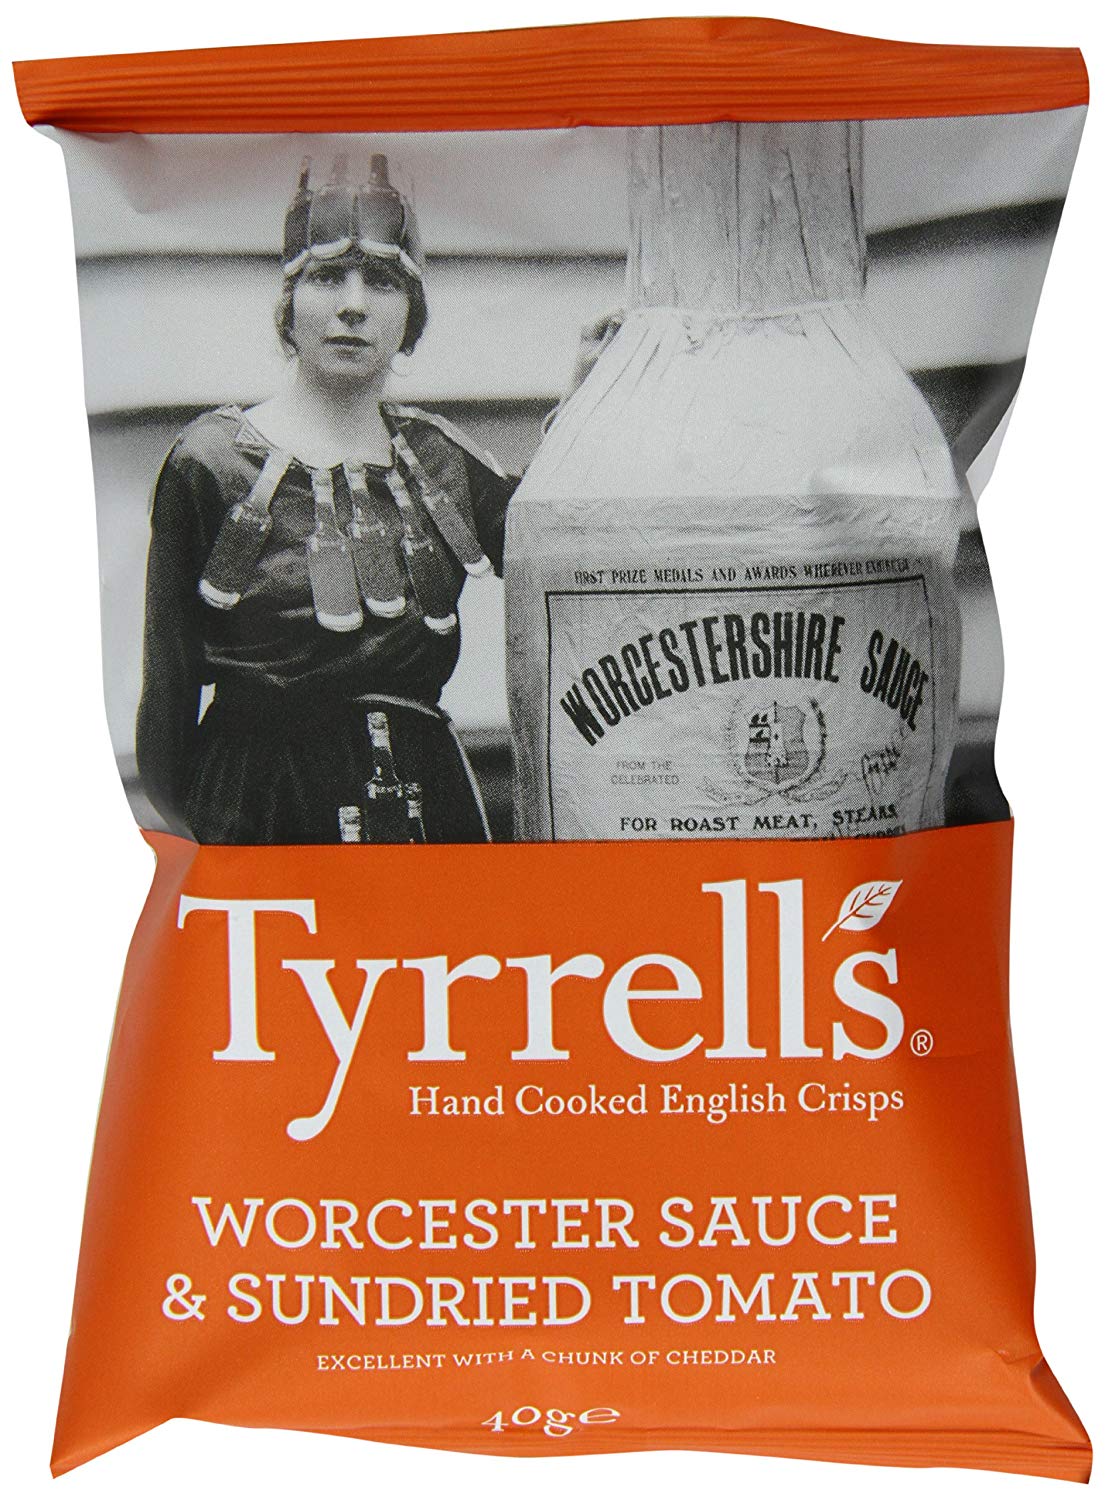 FIRST PRIZE MEDALS AND AWARDS WHEREVER
WORCESTERSHIRE SAUCE
FROM THE
CELEBRATED
FOR ROAST MEAT, STEAKS
Tyrrells®
Hand Cooked English Crisps
WORCESTER SAUCE
& SUNDRIED TOMATO
EXCELLENT WITH A CHUNK OF CHEDDAR
40g℮